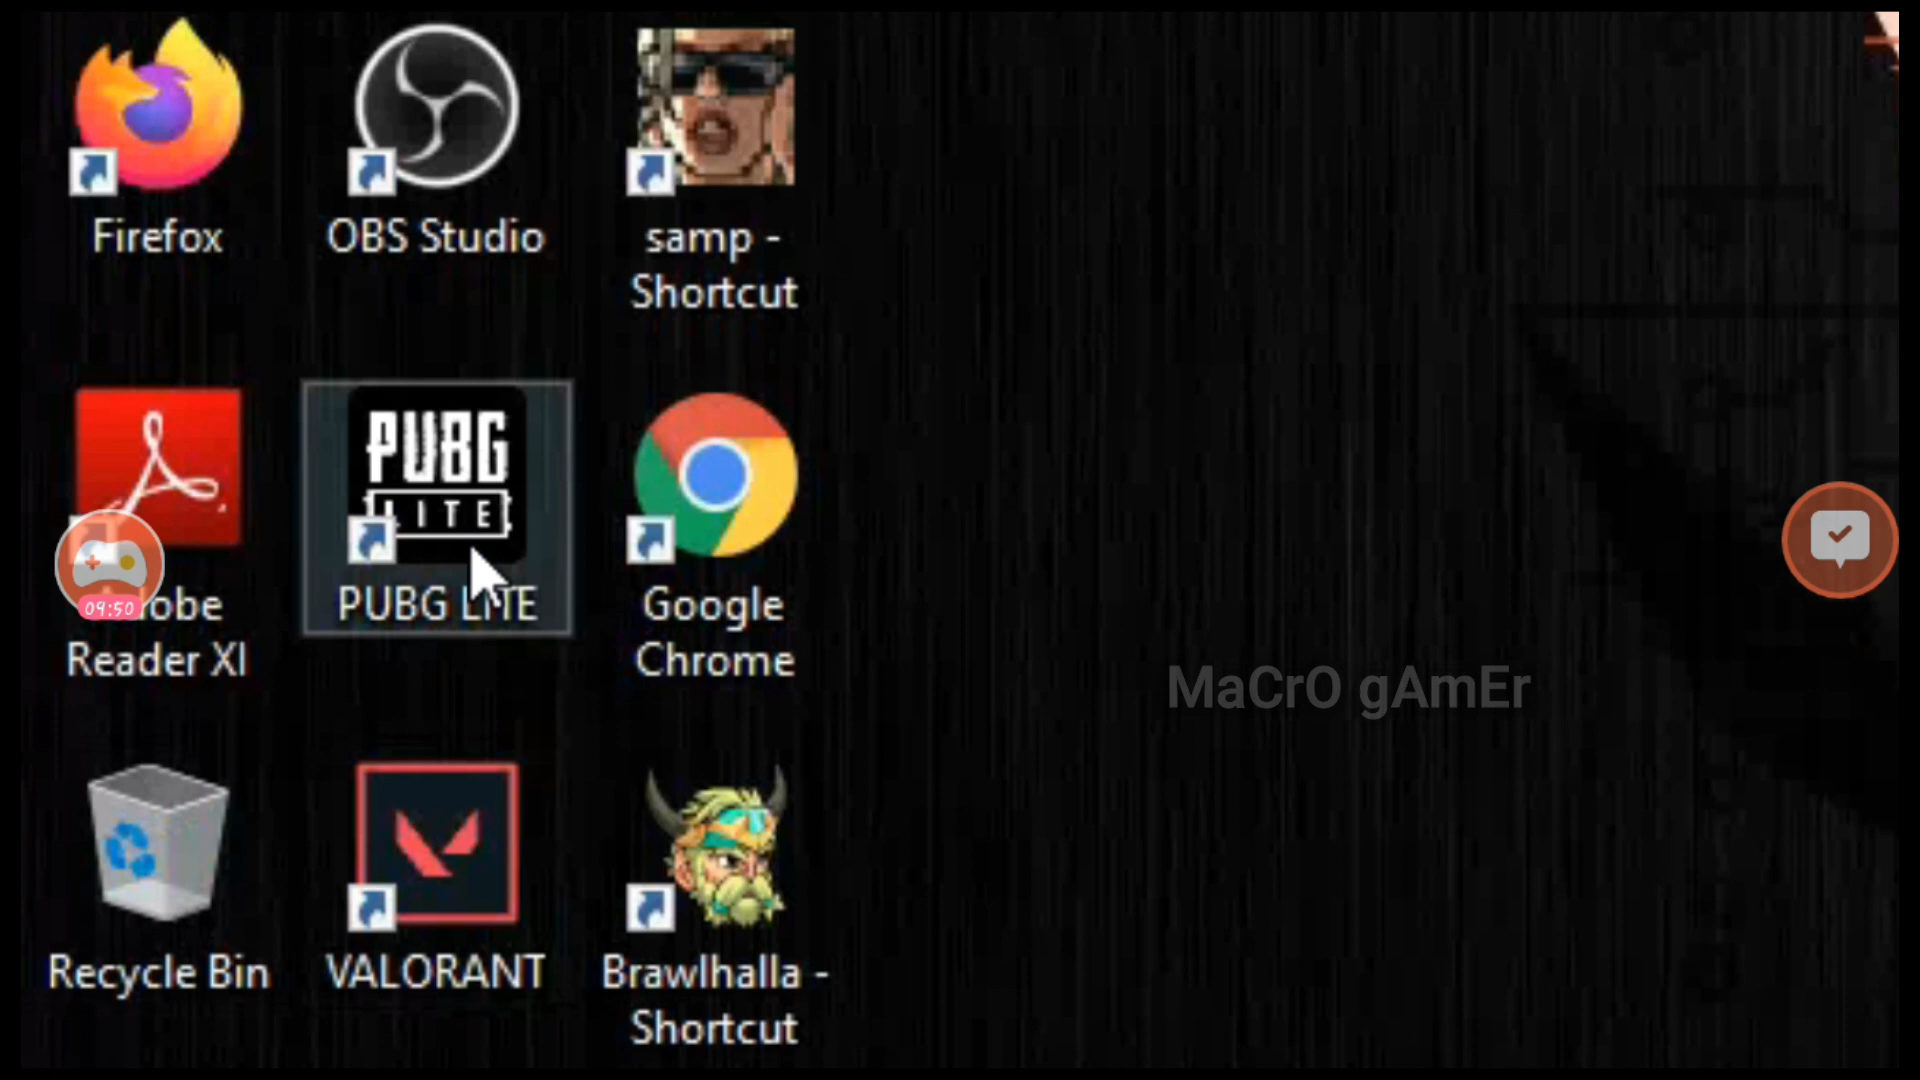 Firefox
OBS Studio
samp -
Shortcut
PUBG
LITE
09:50
obe
Reader XI
PUBG LITE
Google
Chrome
MaCrO gAmEr
Recycle Bin
VALORANT
Brawlhalla -
Shortcut